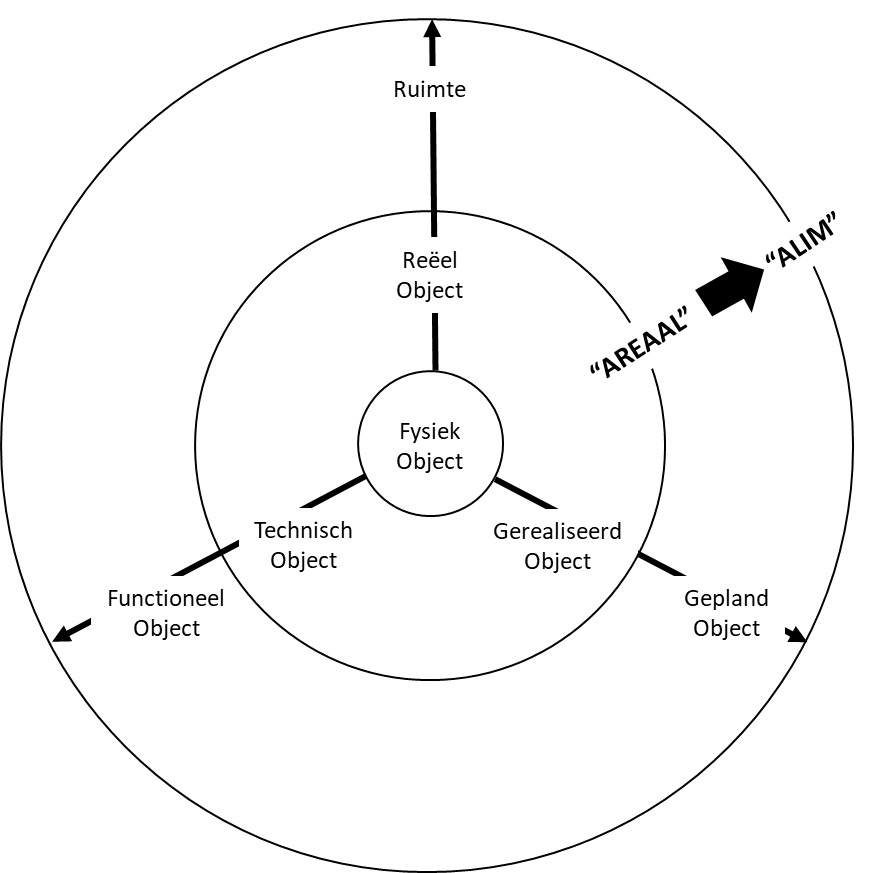 Ruimte
Reëel
Object
“ALIM”
“AREAAL”
Fysiek
Object
Technisch
Object
Gerealiseerd
Object
Functioneel
Object
Gepland
Object